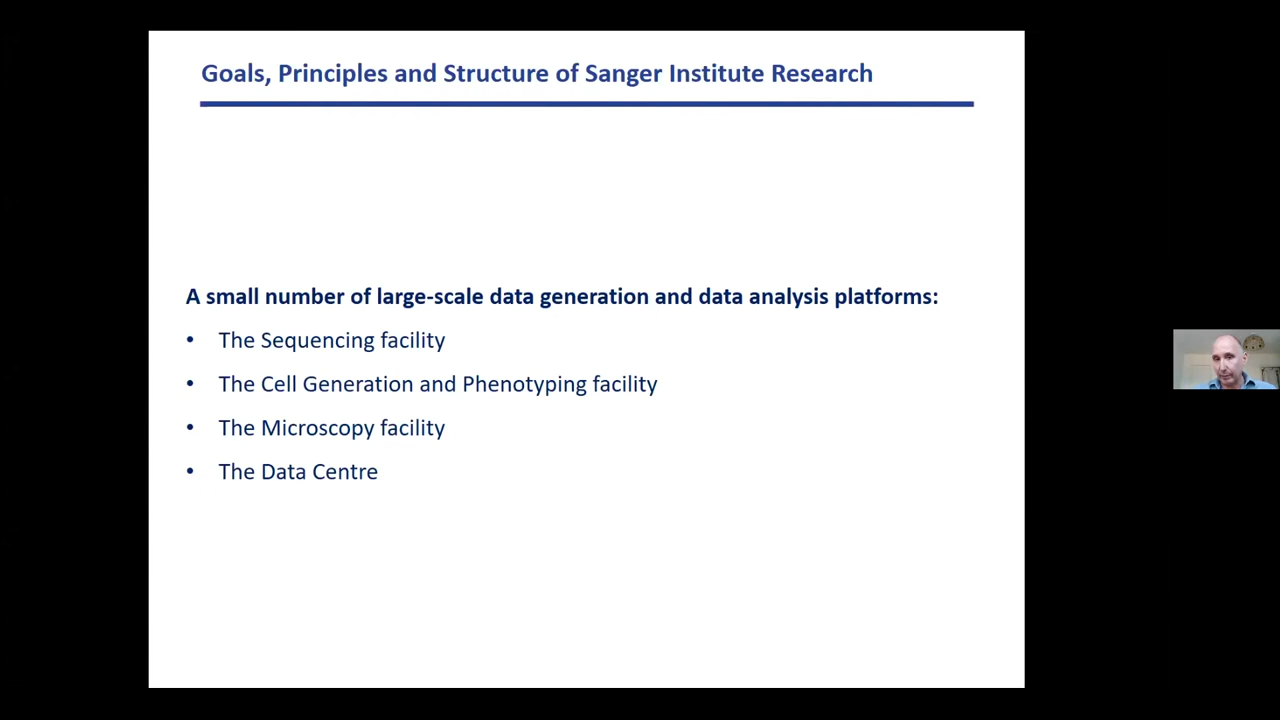 Goals, Principles and Structure of Sanger Institute Research
A small number of large-scale data generation and data analysis platforms:
• The Sequencing facility
• The Cell Generation and Phenotyping facility
• The Microscopy facility
• The Data Centre